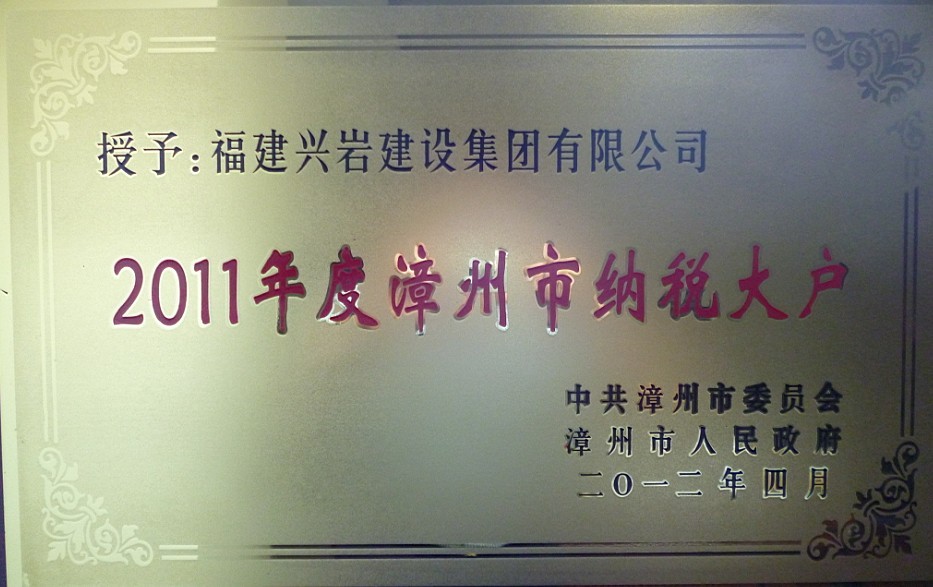 授予:福建兴岩建设集团有限公司
2011年度漳州市纳税大户
中共漳州市委员会
漳州市人民政府
二O一二年四月